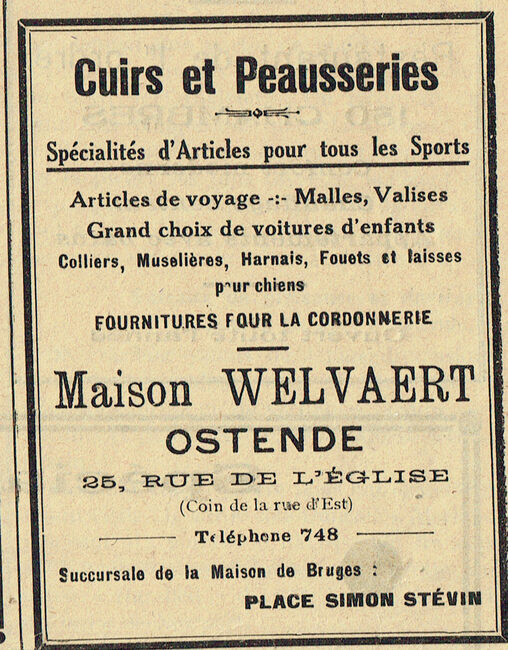 Cuirs et Peausseries
Spécialités d'Articles pour tous les Sports
Articles de voyage -:- Malles, Valises
Grand choix de voitures d'enfants
Colliers, Muselières, Harnais, Fouets et laisses
pour chiens
FOURNITURES FOUR LA CORDONNERIE
Maison WELVAERT
OSTENDE
25, RUE DE L'ÉGLISE
(Coin de la rue d'Est)
Téléphone 748
Succursale de la Maison de Bruges :
PLACE SIMON STÉVIN